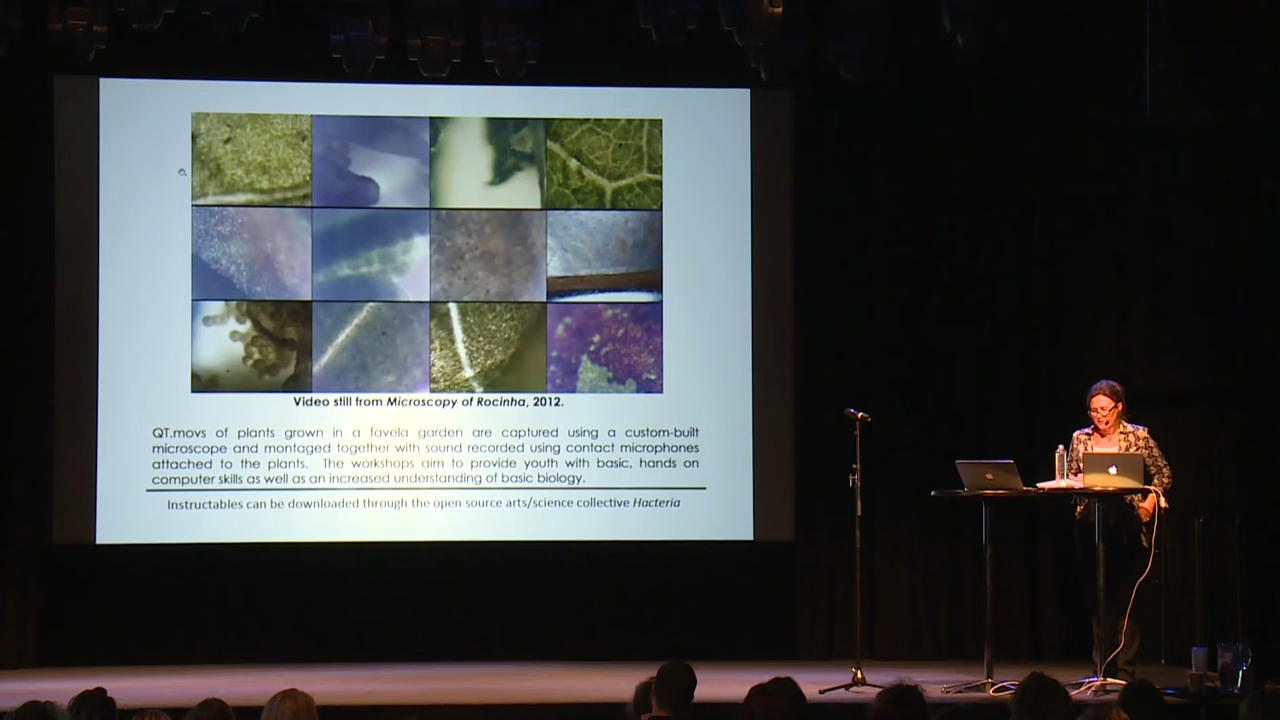 Video still from Microscopy of Rocinha, 2012.
QT.movs of plants grown in a favela garden are captured using a custom-built
microscope and montaged together with sound recorded using contact microphones
attached to the plants. The workshops aim to provide youth with basic, hands on
computer skills as well as an increased understanding of basic biology.
Instructables can be downloaded through the open source arts/science collective Hacteria